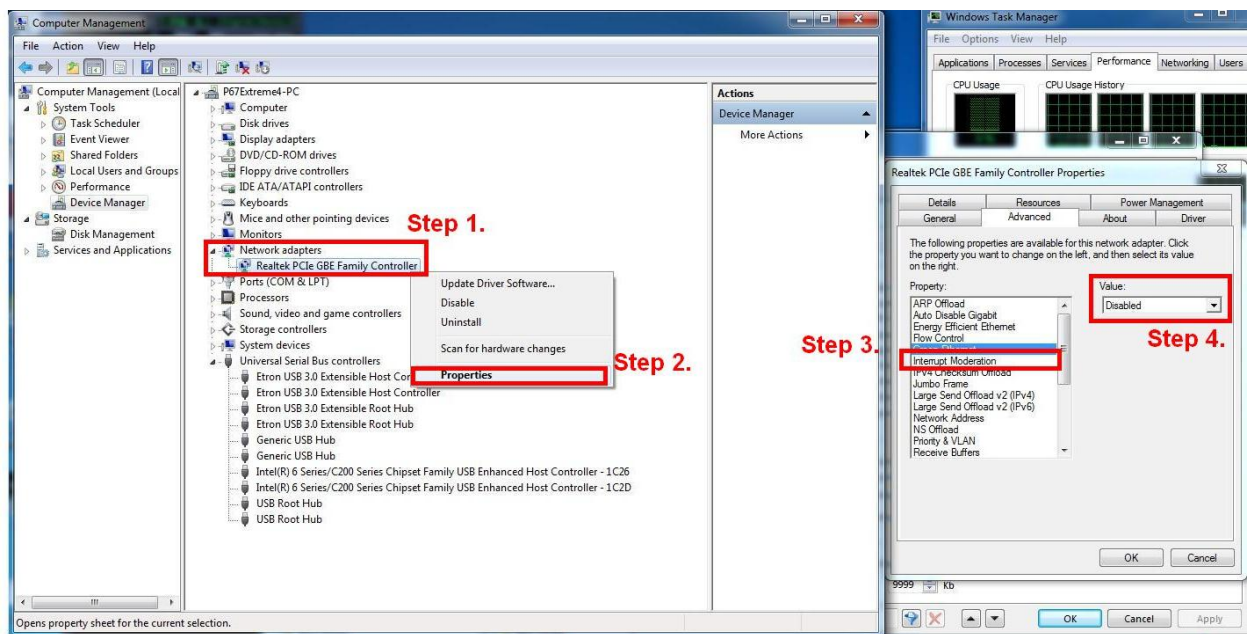 Computer Management
File Action View Help
Computer Management (Local
System Tools
Task Scheduler
Event Viewer
Shared Folders
Local Users and Groups
Performance
Device Manager
Storage
Disk Management
Services and Applications
P67Extreme4-PC
Computer
Disk drives
Display adapters
DVD/CD-ROM drives
Floppy drive controllers
IDE ATA/ATAPI controllers
Keyboards
Mice and other pointing devices
Monitors
Step 1.
Network adapters
Realtek PCIe GBE Family Controller
Ports (COM & LPT)
Processors
Sound, video and game controllers
Storage controllers
System devices
Universal Serial Bus controllers
Etron USB 3.0 Extensible Host Cor
Etron USB 3.0 Extensible Host Controller
Etron USB 3.0 Extensible Root Hub
Etron USB 3.0 Extensible Root Hub
Generic USB Hub
Generic USB Hub
Intel(R) 6 Series/C200 Series Chipset Family USB Enhanced Host Controller - 1C26
Intel(R) 6 Series/C200 Series Chipset Family USB Enhanced Host Controller - 1C2D
USB Root Hub
USB Root Hub
Update Driver Software...
Disable
Uninstall
Scan for hardware changes
Properties
Step 2.
Actions
Device Manager
More Actions
Opens property sheet for the current selection.
Windows Task Manager
File Options View Help
Applications Processes Services Performance Networking Users
CPU Usage CPU Usage History
Realtek PCIe GBE Family Controller Properties
Details Resources Power Management
General Advanced About Driver
The following properties are available for this network adapter. Click
the property you want to change on the left, and then select its value
on the right.
Property:
ARP Offload
Auto Disable Gigabit
Energy Efficient Ethernet
Flow Control
Step 3.
Interrupt Moderation
IPv4 Checksum Offload
Jumbo Frame
Large Send Offload v2 (IPv4)
Large Send Offload v2 (IPv6)
Network Address
NS Offload
Priority & VLAN
Receive Buffers
Value:
Disabled
Step 4.
OK Cancel
9999 Kb
OK Cancel Apply